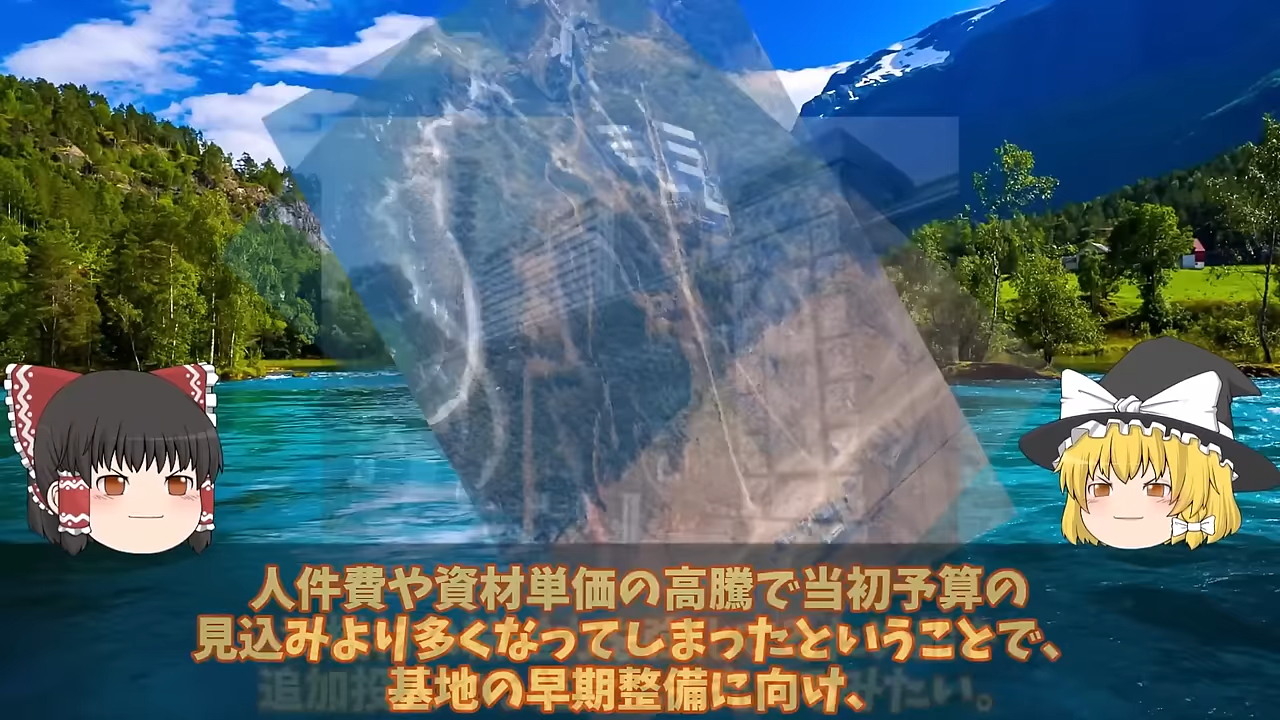 人件費や資材単価の高騰で当初予算の
見込みより多くなってしまったということで、
基地の早期整備に向け、